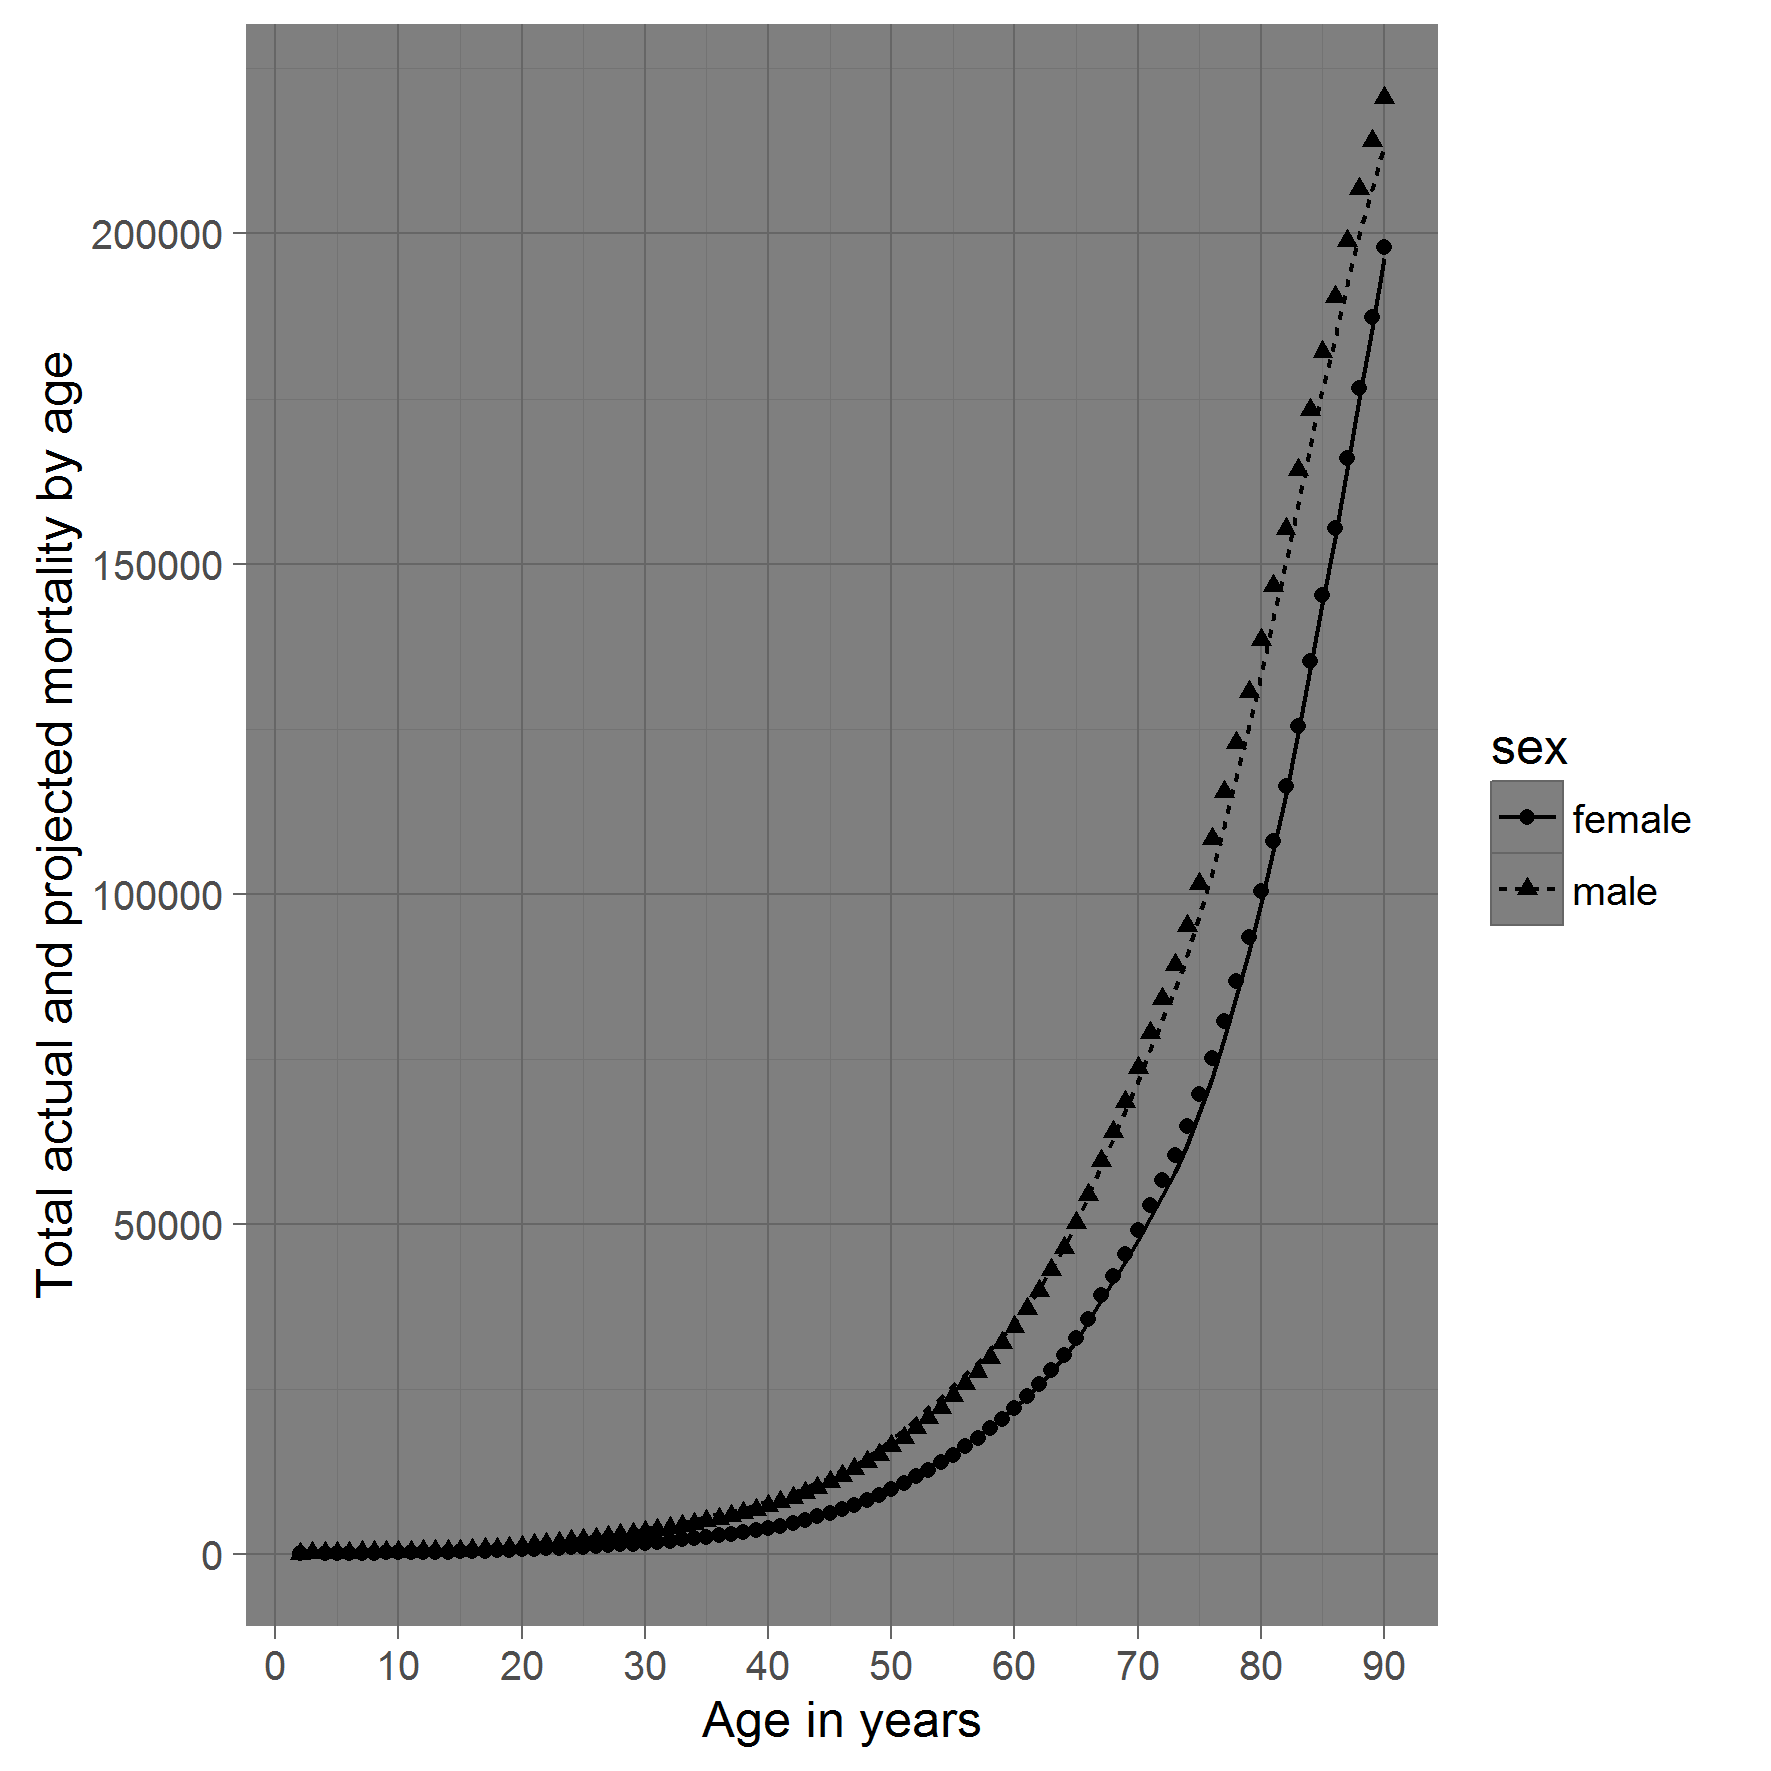 Total actual and projected mortality by age
200000
150000
100000
50000
0
0 10 20 30 40 50 60 70 80 90
Age in years
sex
female
male